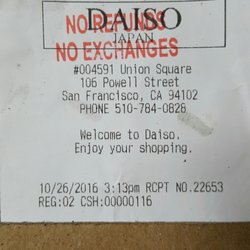 NO REFUNDS
DAISO
JAPAN
NO EXCHANGES
#004591 Union Square
106 Powell Street
San Francisco, CA 94102
PHONE 510-784-0626
Welcome to Daiso.
Enjoy your shopping.
10/26/2016 3:13pm RCPT NO.22653
REG:02 CSH:00000116